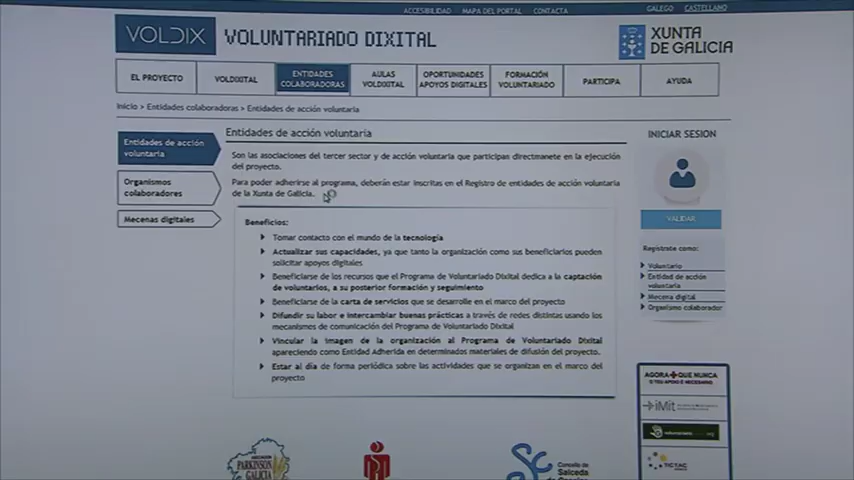 ACCESIBILIDAD MAPA DEL PORTAL CONTACTA GALEGO CASTELLANO
VOLDIX VOLUNTARIADO DIXITAL
XUNTA
DE GALICIA
EL PROYECTO
VOLDIXITAL
ENTIDADES
COLABORADORAS
AULAS
VOLDIXITAL
OPORTUNIDADES
APOYOS DIGITALES
FORMACIÓN
VOLUNTARIADO
PARTICIPA
AYUDA
Inicio > Entidades colaboradoras > Entidades de acción voluntaria
Entidades de acción
voluntaria
Organismos
colaboradores
Mecenas digitales
Entidades de acción voluntaria
Son las asociaciones del tercer sector y de acción voluntaria que participan directmanete en la ejecución
del proyecto.
Para poder adherirse al programa, deberán estar inscritas en el Registro de entidades de acción voluntaria
de la Xunta de Galicia.
Beneficios:
Tomar contacto con el mundo de la tecnología
Actualizar sus capacidades, ya que tanto la organización como sus beneficiarios pueden
solicitar apoyos digitales
Beneficiarse de los recursos que el Programa de Voluntariado Dixital dedica a la captación
de voluntarios, a su posterior formación y seguimiento
Beneficiarse de la carta de servicios que se desarrolle en el marco del proyecto
Difundir su labor e intercambiar buenas prácticas a través de redes distintas usando los
mecanismos de comunicación del Programa de Voluntariado Dixital
Vincular la imagen de la organización al Programa de Voluntariado Dixital
apareciendo como Entidad Adherida en determinados materiales de difusión del proyecto.
Estar al día de forma periódica sobre las actividades que se organizan en el marco del
proyecto
INICIAR SESION
VALIDAR
Regístrate como:
Voluntario
Entidad de acción
voluntaria
Mecena digital
Organismo colaborador
AGORA+QUE NUNCA
O TEU APOIO É NECESARIO
iMit
TICTAC
PARKINSON
GALICIA
Concello de
Salceda